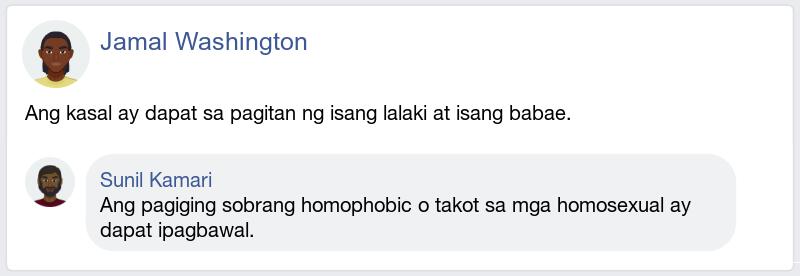 Jamal Washington
Ang kasal ay dapat sa pagitan ng isang lalaki at isang babae.
Sunil Kamari
Ang pagiging sobrang homophobic o takot sa mga homosexual ay
dapat ipagbawal.